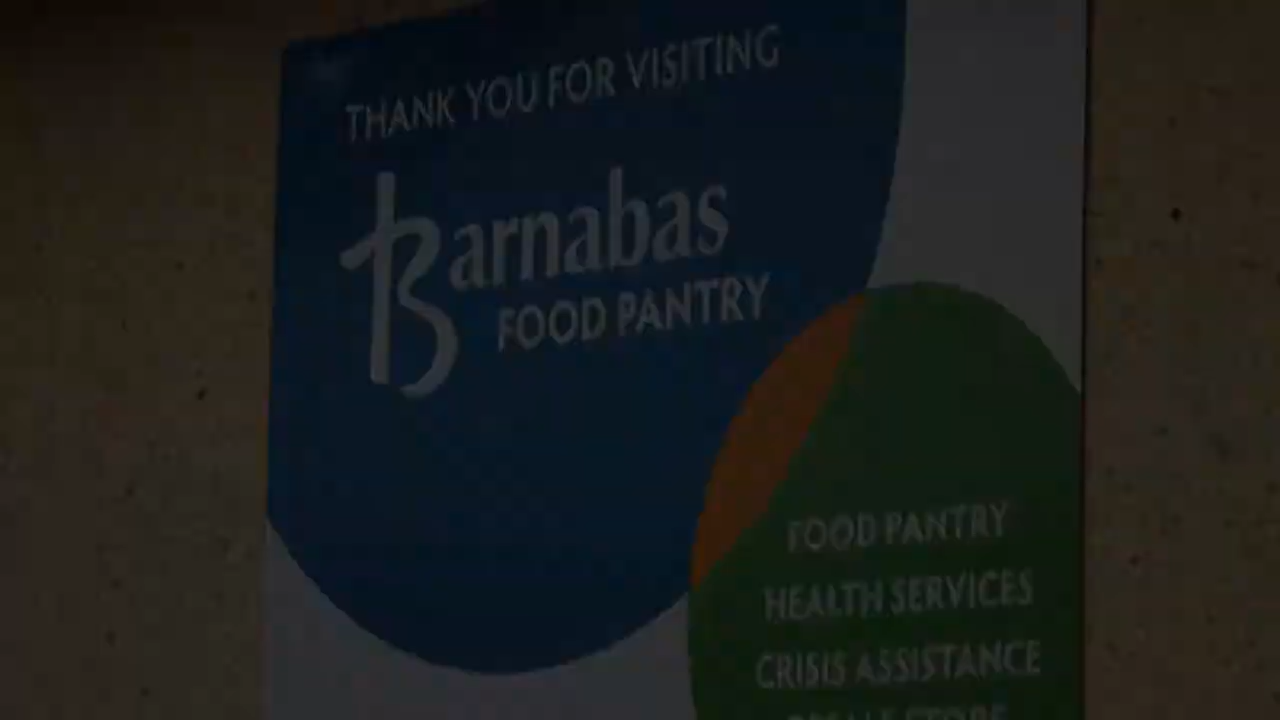 THANK YOU FOR VISITING
Barnabas
FOOD PANTRY
FOOD PANTRY
HEALTH SERVICES
CRISIS ASSISTANCE